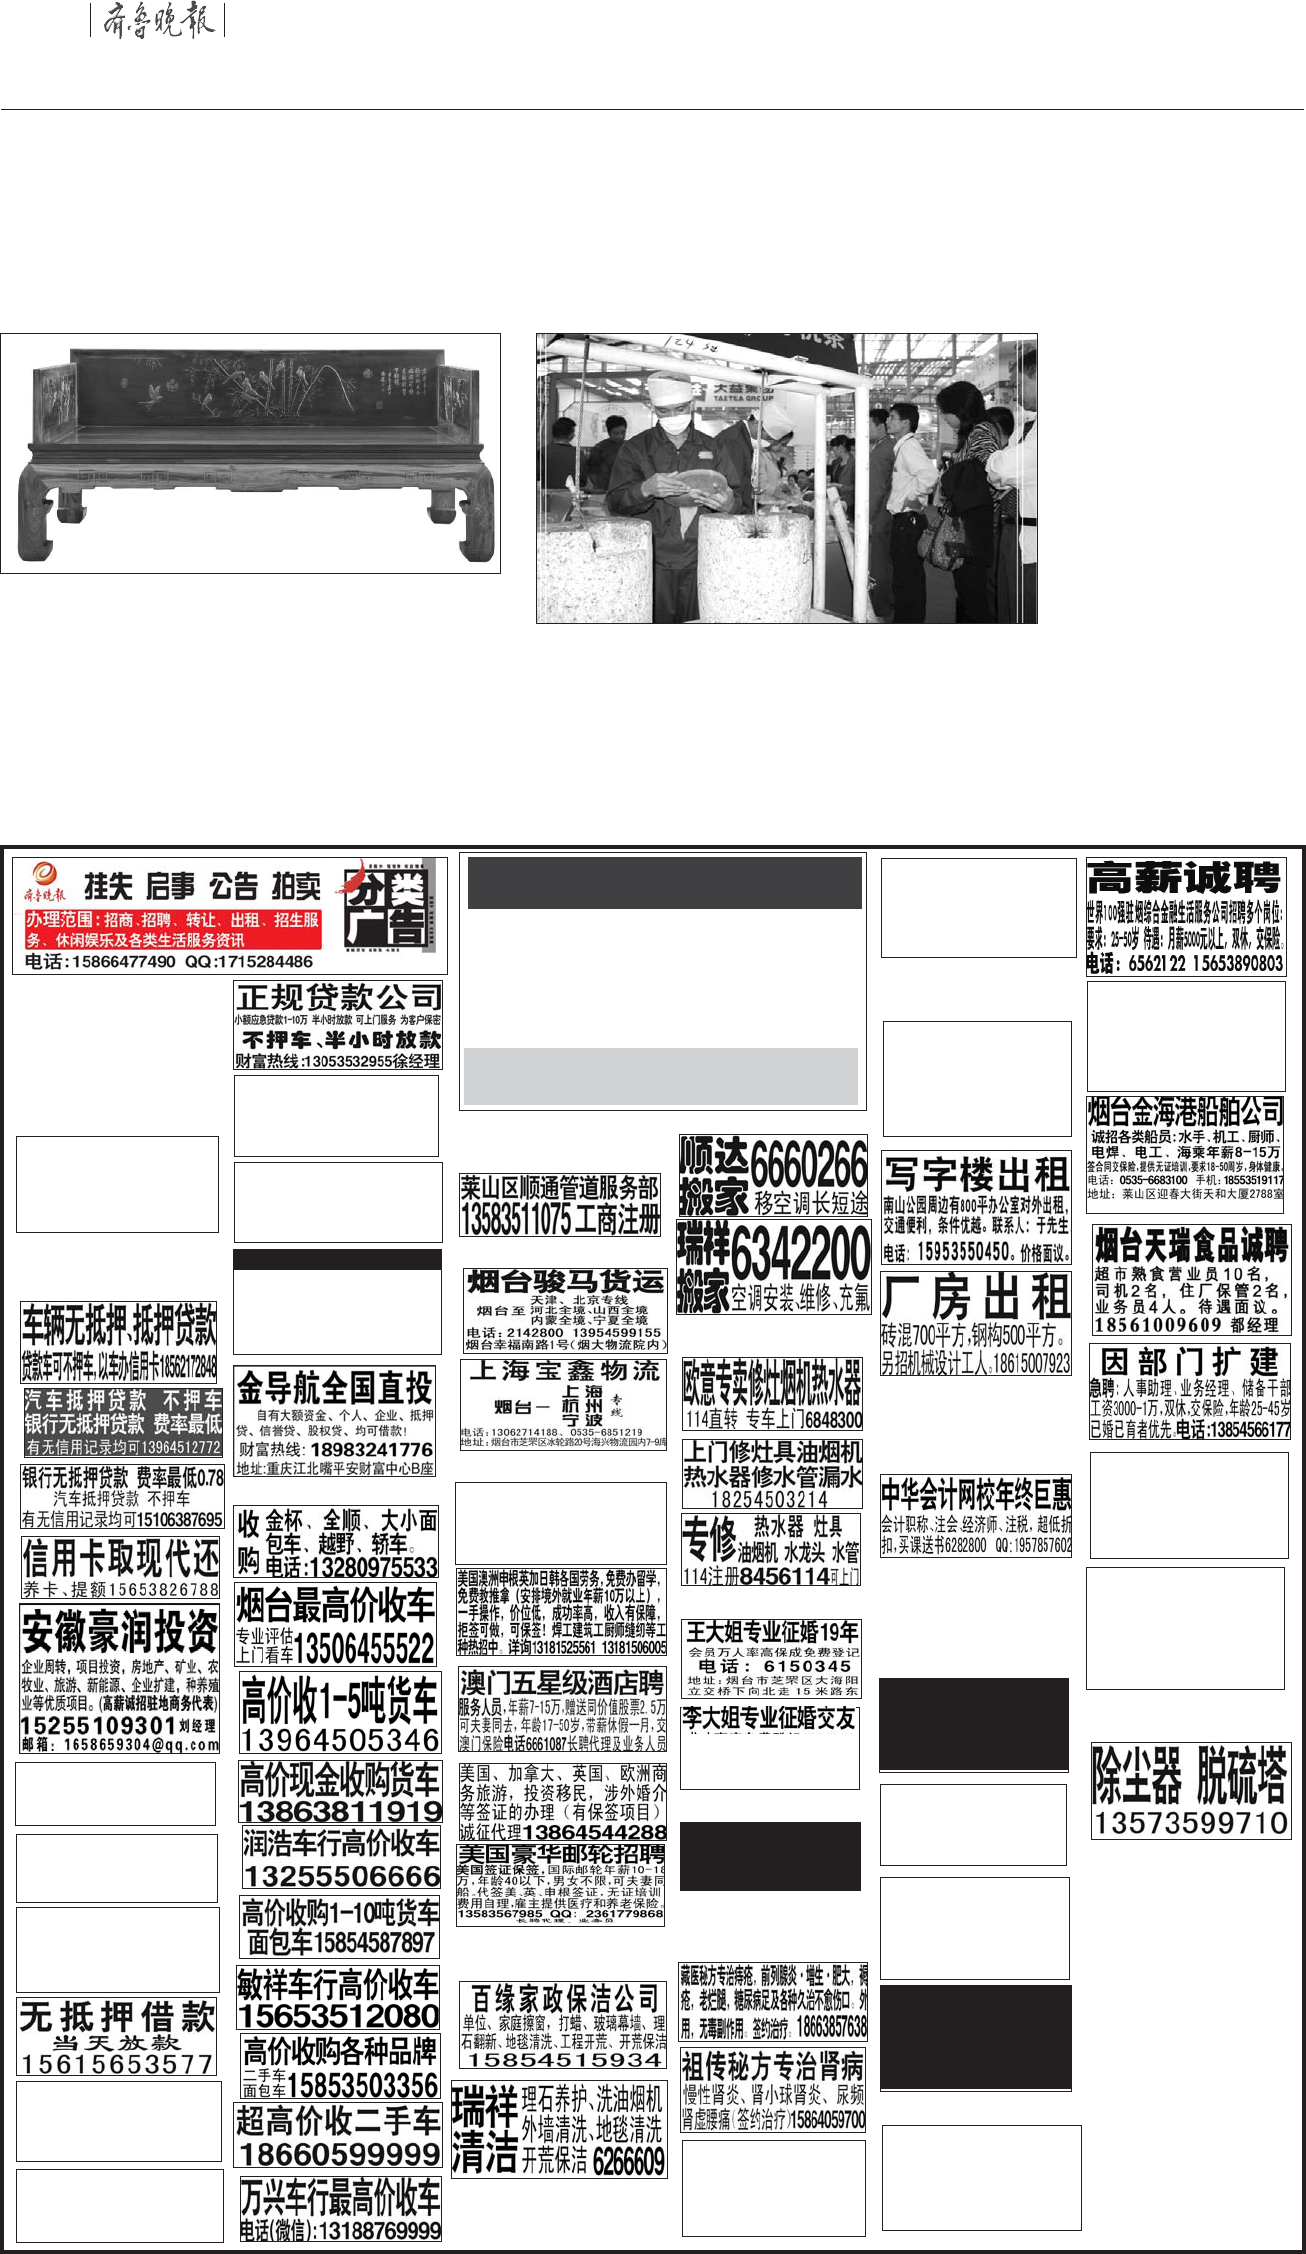 齐鲁晚报
大益集团
TAETEA GROUP
齐鲁晚报
挂失 启事 公告 拍卖
分类广告
办理范围：招商、招聘、转让、出租、招生服
务、休闲娱乐及各类生活服务资讯
电话：15866477490 QQ：1715284486
车辆无抵押、抵押贷款
贷款车可不押车，以车办信用卡18562172848
汽车抵押贷款 不押车
银行无抵押贷款 费率最低
有无信用记录均可13964512772
银行无抵押贷款 费率最低0.78
汽车抵押贷款 不押车
有无信用记录均可15106387695
信用卡取现代还
养卡、提额15653826788
安徽豪润投资
企业周转，项目投资，房地产、矿业、农
牧业、旅游、新能源、企业扩建，种养殖
业等优质项目。(高薪诚招驻地商务代表)
15255109301刘经理
邮箱：1658659304@qq.com
无抵押借款
当天放款
15615653577
正规贷款公司
小额应急贷款1-10万 半小时放款 可上门服务 为客户保密
不押车、半小时放款
财富热线：13053532955徐经理
金导航全国直投
自有大额资金、个人、企业、抵押
贷、信誉贷、股权贷、均可借款！
财富热线：18983241776
地址：重庆江北嘴平安财富中心B座
收购
金杯、全顺、大小面
包车、越野、轿车。
电话：13280975533
烟台最高价收车
专业评估
上门看车13506455522
高价收1-5吨货车
13964505346
高价现金收购货车
13863811919
润浩车行高价收车
13255506666
高价收购1-10吨货车
面包车15854587897
敏祥车行高价收车
15653512080
高价收购各种品牌
二手车
面包车15853503356
超高价收二手车
18660599999
万兴车行最高价收车
电话(微信)：13188769999
莱山区顺通管道服务部
13583511075 工商注册
烟台骏马货运
天津、北京专线
烟台至 河北全境、山西全境
内蒙全境、宁夏全境
电话：2142800 13954599155
烟台幸福南路1号(烟大物流院内)
上海宝鑫物流
烟台— 上海 杭州 宁波 专线
电话：13062714188、0535-6851219
地址：烟台市芝罘区冰轮路20号海兴物流园内7-9库
美国澳洲申根英加日韩各国劳务，免费办留学，
免费教推拿（安排境外就业年薪10万以上），
一手操作，价位低，成功率高，收入有保障，
拒签可做，可保签！焊工建筑工厨师缝纫等工
种热招中。详询13181525561 13181506005
澳门五星级酒店聘
服务人员，年薪7-15万，赠送同价值股票2.5万
可夫妻同去，年龄17-50岁，带薪休假一月，交
澳门保险电话6661087长聘代理及业务人员
美国、加拿大、英国、欧洲商
务旅游，投资移民，涉外婚介
等签证的办理（有保签项目）
诚征代理13864544288
美国豪华邮轮招聘
美国签证保签，国际邮轮年薪10-18
万，年龄40以下，男女不限，可夫妻同
船。代签美、英、申根签证，无证培训，
费用自理，雇主提供医疗和养老保险。
13583567985 QQ：2361779868
长聘代理、业务员
百缘家政保洁公司
单位、家庭擦窗，打蜡、玻璃幕墙、理
石翻新、地毯清洗、工程开荒、开荒保洁
15854515934
瑞祥清洁
理石养护、洗油烟机
外墙清洗、地毯清洗
开荒保洁 6266609
顺达搬家
6660266
移空调长短途
瑞祥搬家
6342200
空调安装、维修、充氟
欧意专卖修灶烟机热水器
114直转 专车上门6848300
上门修灶具油烟机
热水器修水管漏水
18254503214
专修
热水器 灶具
油烟机 水龙头 水管
114注册8456114可上门
王大姐专业征婚19年
会员万人率高保成免费登记
电话：6150345
地址：烟台市芝罘区大海阳
立交桥下向北走15米路东
李大姐专业征婚交友
藏医秘方专治痔疮，前列腺炎·增生·肥大，褥
疮，老烂腿，糖尿病足及各种久治不愈伤口。外
用，无毒副作用。签约治疗：18663857638
祖传秘方专治肾病
慢性肾炎、肾小球肾炎、尿频
肾虚腰痛(签约治疗)15864059700
写字楼出租
南山公园周边有800平办公室对外出租，
交通便利，条件优越。联系人：于先生
电话：15953550450。价格面议。
厂房出租
砖混700平方，钢构500平方。
另招机械设计工人。18615007923
中华会计网校年终巨惠
会计职称、注会、经济师、注税，超低折
扣，买课送书6282800 QQ：1957857602
高薪诚聘
世界100强驻烟综合金融生活服务公司招聘多个岗位；
要求：25-50岁 待遇：月薪5000元以上，双休，交保险。
电话：6562122 15653890803
烟台金海港船舶公司
诚招各类船员：水手、机工、厨师、
电焊、电工、海乘年薪8-15万
签合同交保险，提供无证培训，要求18-50周岁，身体健康。
电话：0535-6683100 手机：18553519117
地址：莱山区迎春大街天和大厦2788室
烟台天瑞食品诚聘
超市熟食营业员10名，
司机2名，住厂保管2名，
业务员4人。待遇面议。
18561009609 都经理
因部门扩建
急聘：人事助理、业务经理、储备干部
工资3000-1万，双休，交保险，年龄25-45岁
已婚已育者优先。电话：13854566177
除尘器 脱硫塔
13573599710